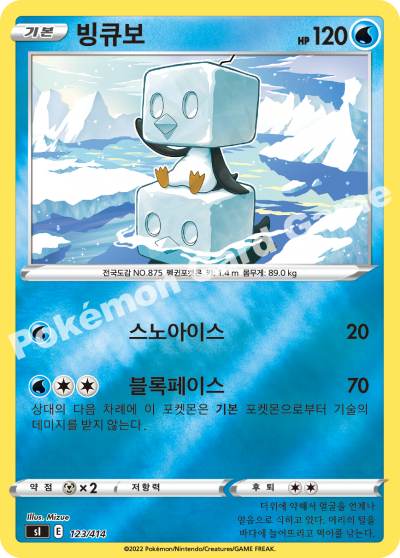 기본 빙큐보 HP 120
전국도감 NO.875 펭귄포켓몬 키: 1.4 m 몸무게: 89.0 kg
Pokémon Card Game
스노아이스 20
블록페이스 70
상대의 다음 차례에 이 포켓몬은 기본 포켓몬으로부터 기술의
데미지를 받지 않는다.
약점 ×2 저항력 후퇴
더위에 약해서 얼굴을 언제나
얼음으로 식히고 있다. 머리의 털을
바다에 늘어뜨리고 먹이를 낚는다.
Illus. Mizue
sI E 123/414
©2022 Pokémon/Nintendo/Creatures/GAME FREAK.